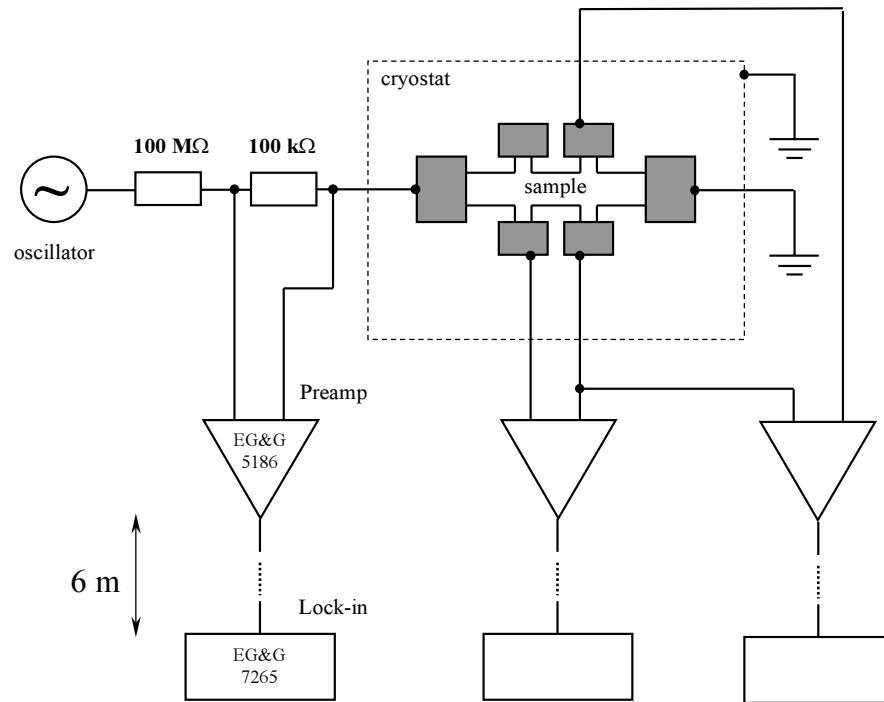 cryostat
100 MΩ
100 kΩ
sample
~
oscillator
Preamp
EG&G
5186
6 m
Lock-in
EG&G
7265